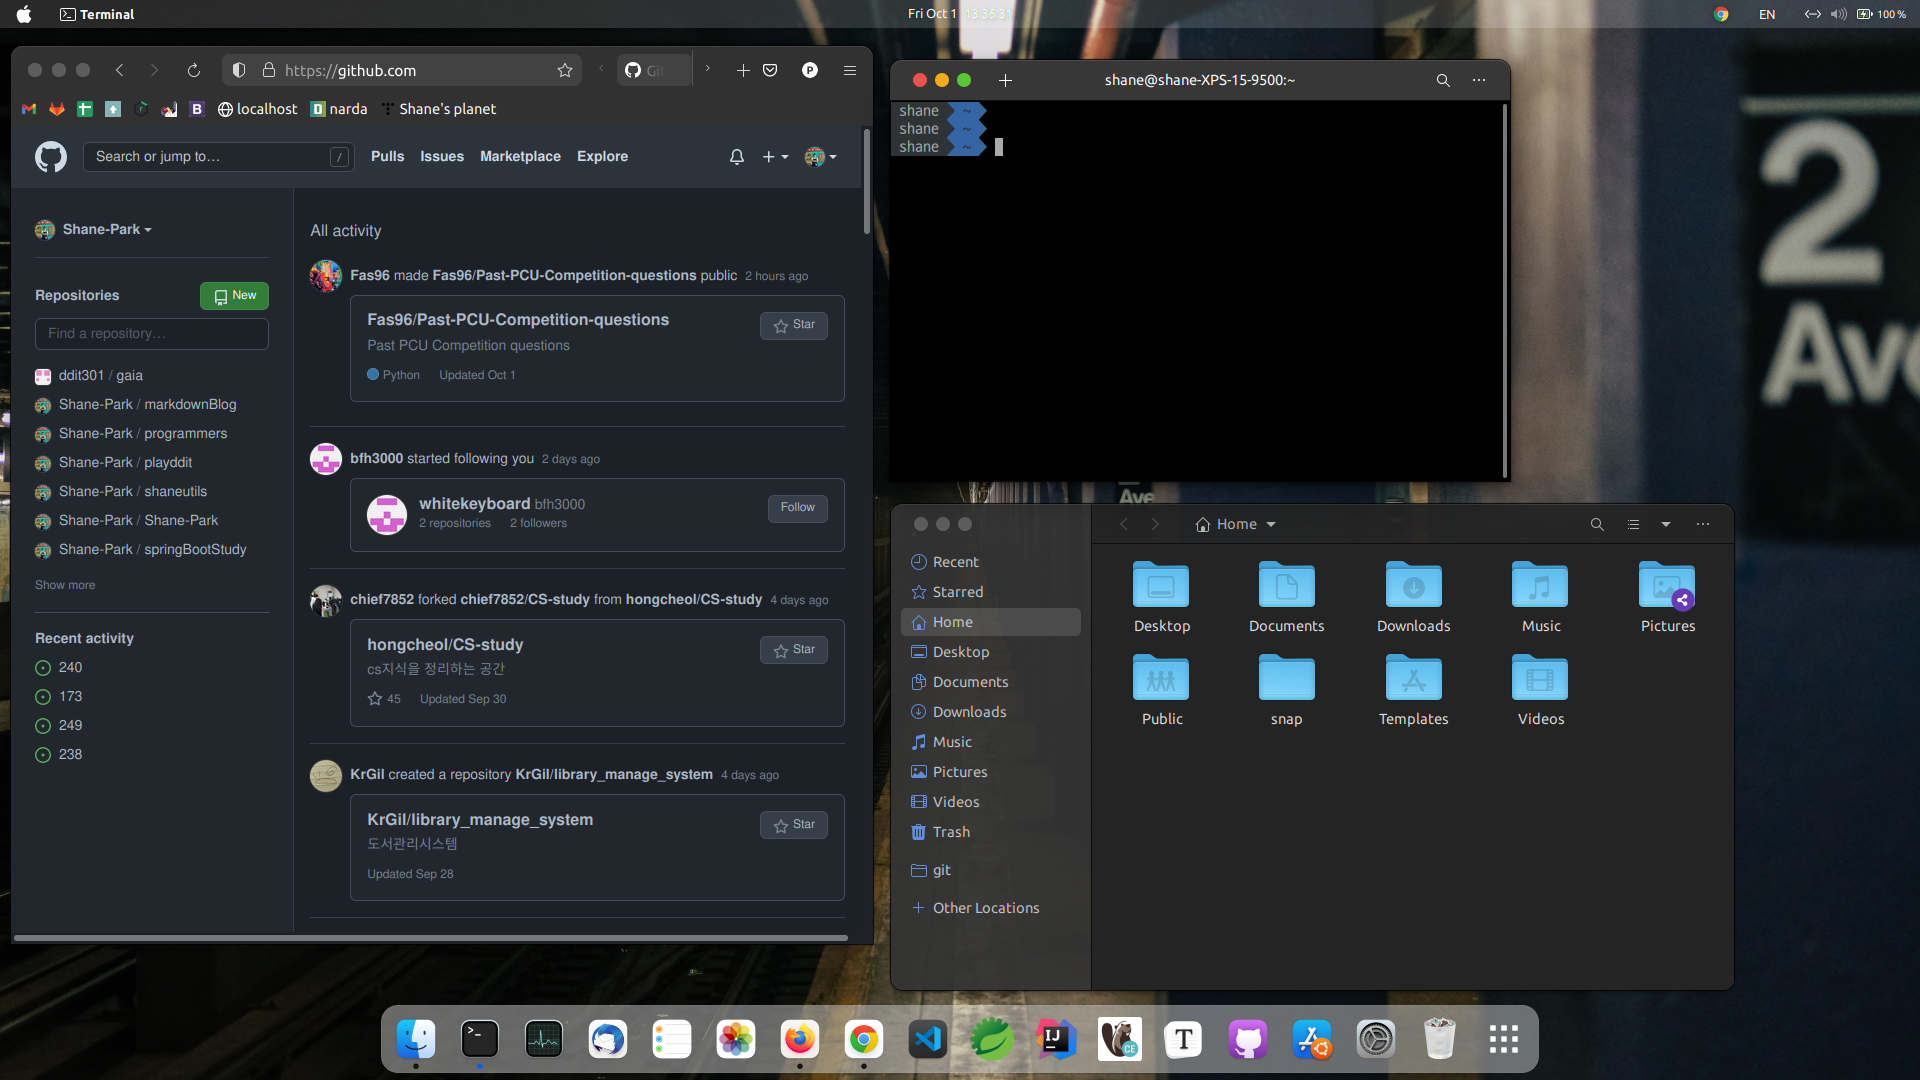 Terminal
Fri Oct 1 13:36:31
EN
100 %
https://github.com
Git
P
localhost
narda
Shane's planet
Search or jump to…
/
Pulls
Issues
Marketplace
Explore
Shane-Park
Repositories
New
Find a repository…
ddit301 / gaia
Shane-Park / markdownBlog
Shane-Park / programmers
Shane-Park / playddit
Shane-Park / shaneutils
Shane-Park / Shane-Park
Shane-Park / springBootStudy
Show more
Recent activity
240
173
249
238
All activity
Fas96 made Fas96/Past-PCU-Competition-questions public 2 hours ago
Fas96/Past-PCU-Competition-questions
Star
Past PCU Competition questions
Python Updated Oct 1
bfh3000 started following you 2 days ago
whitekeyboard bfh3000
Follow
2 repositories 2 followers
chief7852 forked chief7852/CS-study from hongcheol/CS-study 4 days ago
hongcheol/CS-study
Star
cs지식을 정리하는 공간
45 Updated Sep 30
KrGil created a repository KrGil/library_manage_system 4 days ago
KrGil/library_manage_system
Star
도서관리시스템
Updated Sep 28
shane@shane-XPS-15-9500:~
shane ~
shane ~
shane ~
2
Ave
Ave
Home
Recent
Starred
Home
Desktop
Documents
Downloads
Music
Pictures
Videos
Trash
git
Other Locations
Desktop
Documents
Downloads
Music
Pictures
Public
snap
Templates
Videos
>_
IJ
CE
T